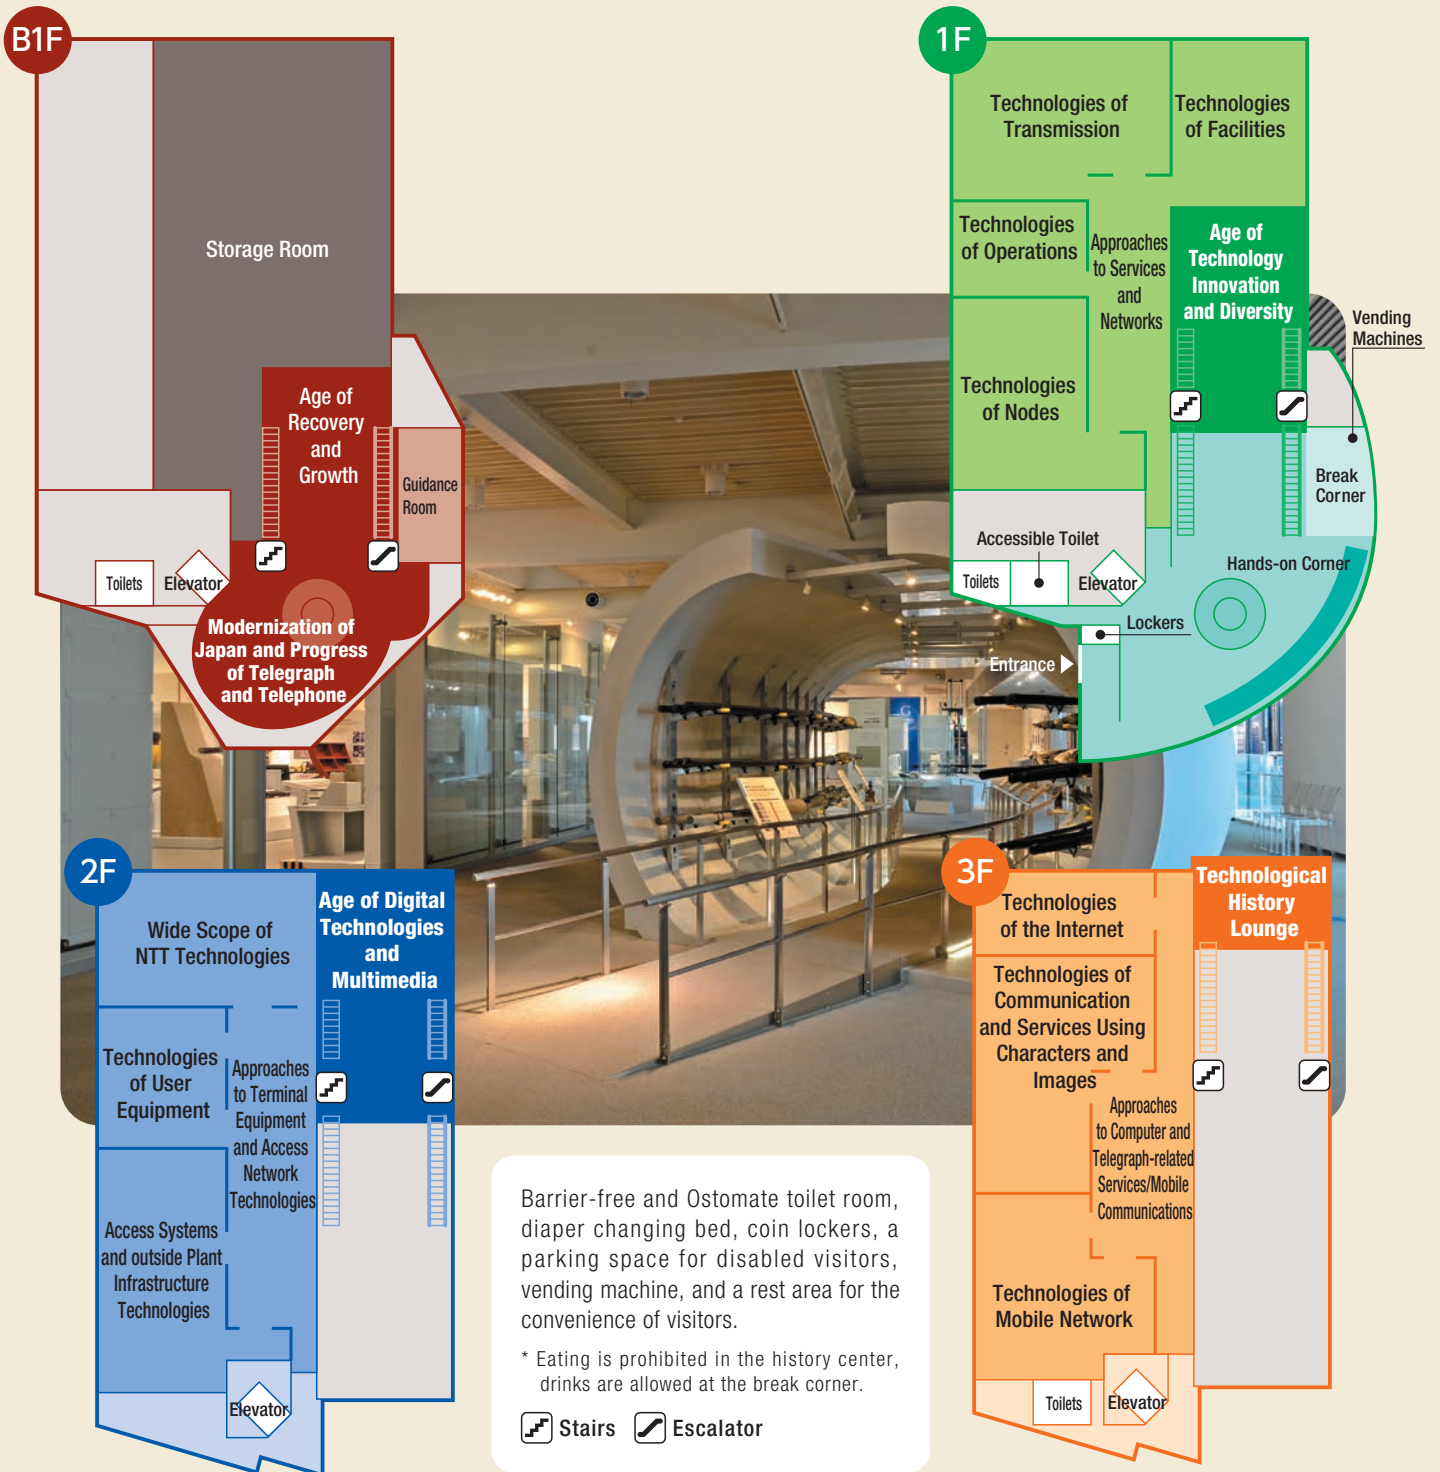 B1F
Storage Room
Age of
Recovery
and
Growth
Guidance
Room
Toilets
Elevator
Modernization of
Japan and Progress
of Telegraph
and Telephone
1F
Technologies of
Transmission
Technologies
of Facilities
Technologies
of Operations
Approaches
to Services
and
Networks
Age of
Technology
Innovation
and Diversity
Vending
Machines
Technologies
of Nodes
Break
Corner
Accessible Toilet
Hands-on Corner
Toilets
Elevator
Lockers
Entrance
G
2F
Wide Scope of
NTT Technologies
Age of Digital
Technologies
and
Multimedia
Technologies
of User
Equipment
Approaches
to Terminal
Equipment
and Access
Network
Technologies
Access Systems
and outside Plant
Infrastructure
Technologies
Elevator
3F
Technologies
of the Internet
Technological
History
Lounge
Technologies of
Communication
and Services Using
Characters and
Images
Approaches
to Computer and
Telegraph-related
Services/Mobile
Communications
Technologies of
Mobile Network
Toilets
Elevator
Barrier-free and Ostomate toilet room,
diaper changing bed, coin lockers, a
parking space for disabled visitors,
vending machine, and a rest area for the
convenience of visitors.
* Eating is prohibited in the history center,
drinks are allowed at the break corner.
Stairs
Escalator